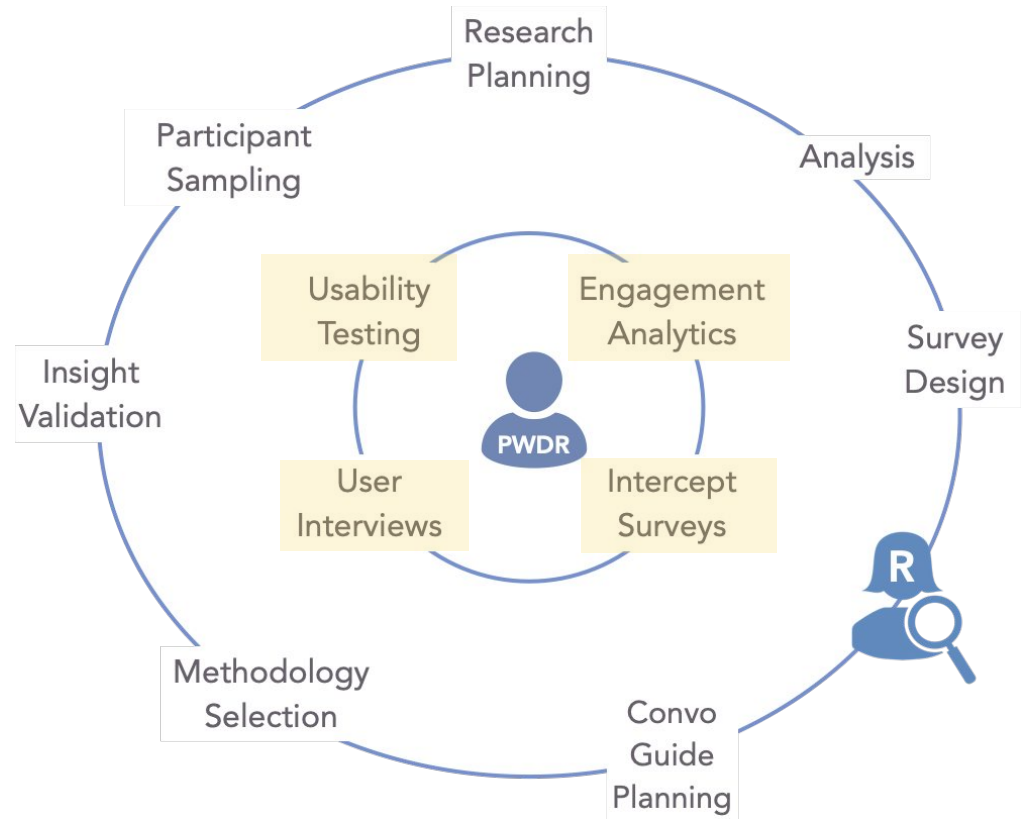 Research
Planning
Participant
Sampling
Analysis
Usability
Testing
Engagement
Analytics
Survey
Design
Insight
Validation
PWDR
User
Interviews
Intercept
Surveys
R
Methodology
Selection
Convo
Guide
Planning